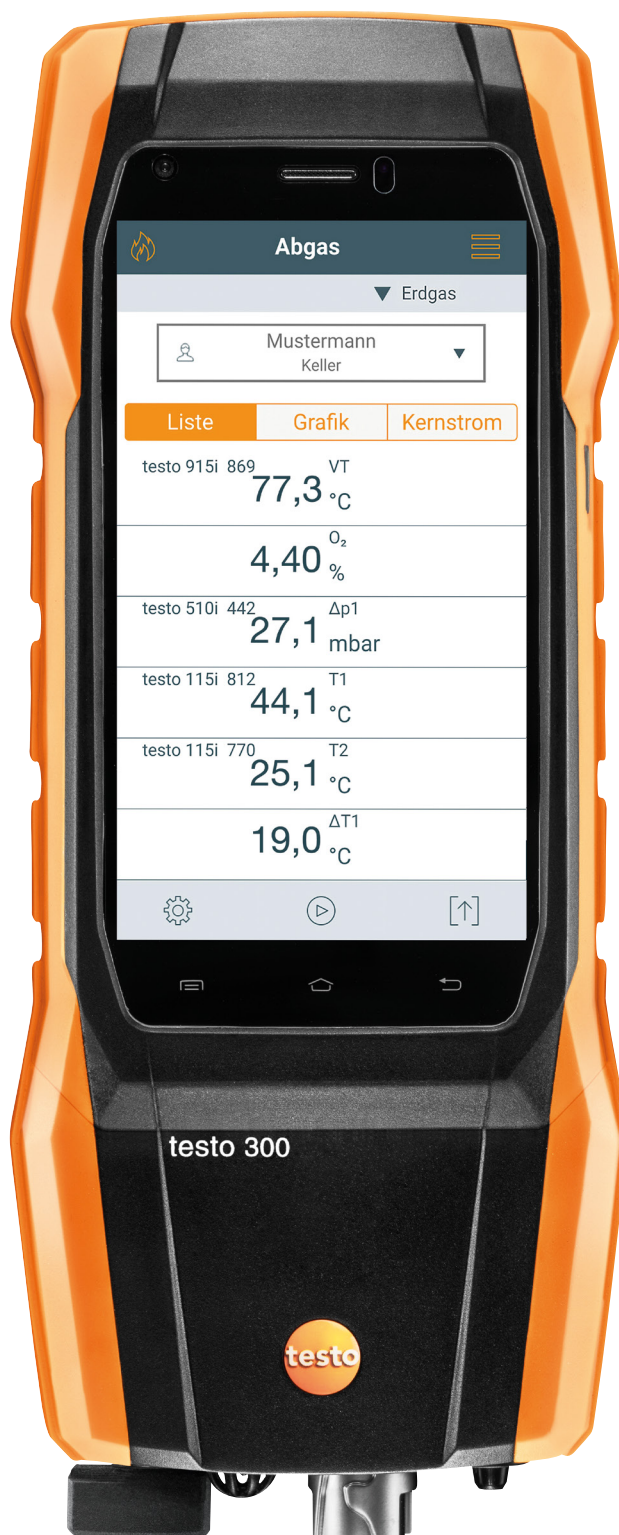 Abgas
Erdgas
Mustermann
Keller
Liste Grafik Kernstrom
testo 915i 869 77,3 VT °C
4,40 O₂ %
testo 510i 442 27,1 Δp1 mbar
testo 115i 812 44,1 T1 °C
testo 115i 770 25,1 T2 °C
19,0 ΔT1 °C
testo 300
testo